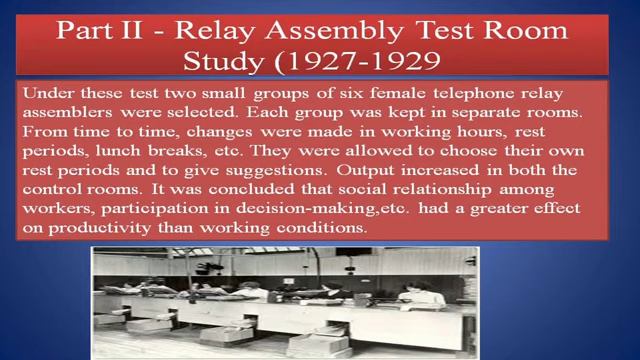 Part II - Relay Assembly Test Room
Study (1927-1929
Under these test two small groups of six female telephone relay
assemblers were selected. Each group was kept in separate rooms.
From time to time, changes were made in working hours, rest
periods, lunch breaks, etc. They were allowed to choose their own
rest periods and to give suggestions. Output increased in both the
control rooms. It was concluded that social relationship among
workers, participation in decision-making,etc. had a greater effect
on productivity than working conditions.